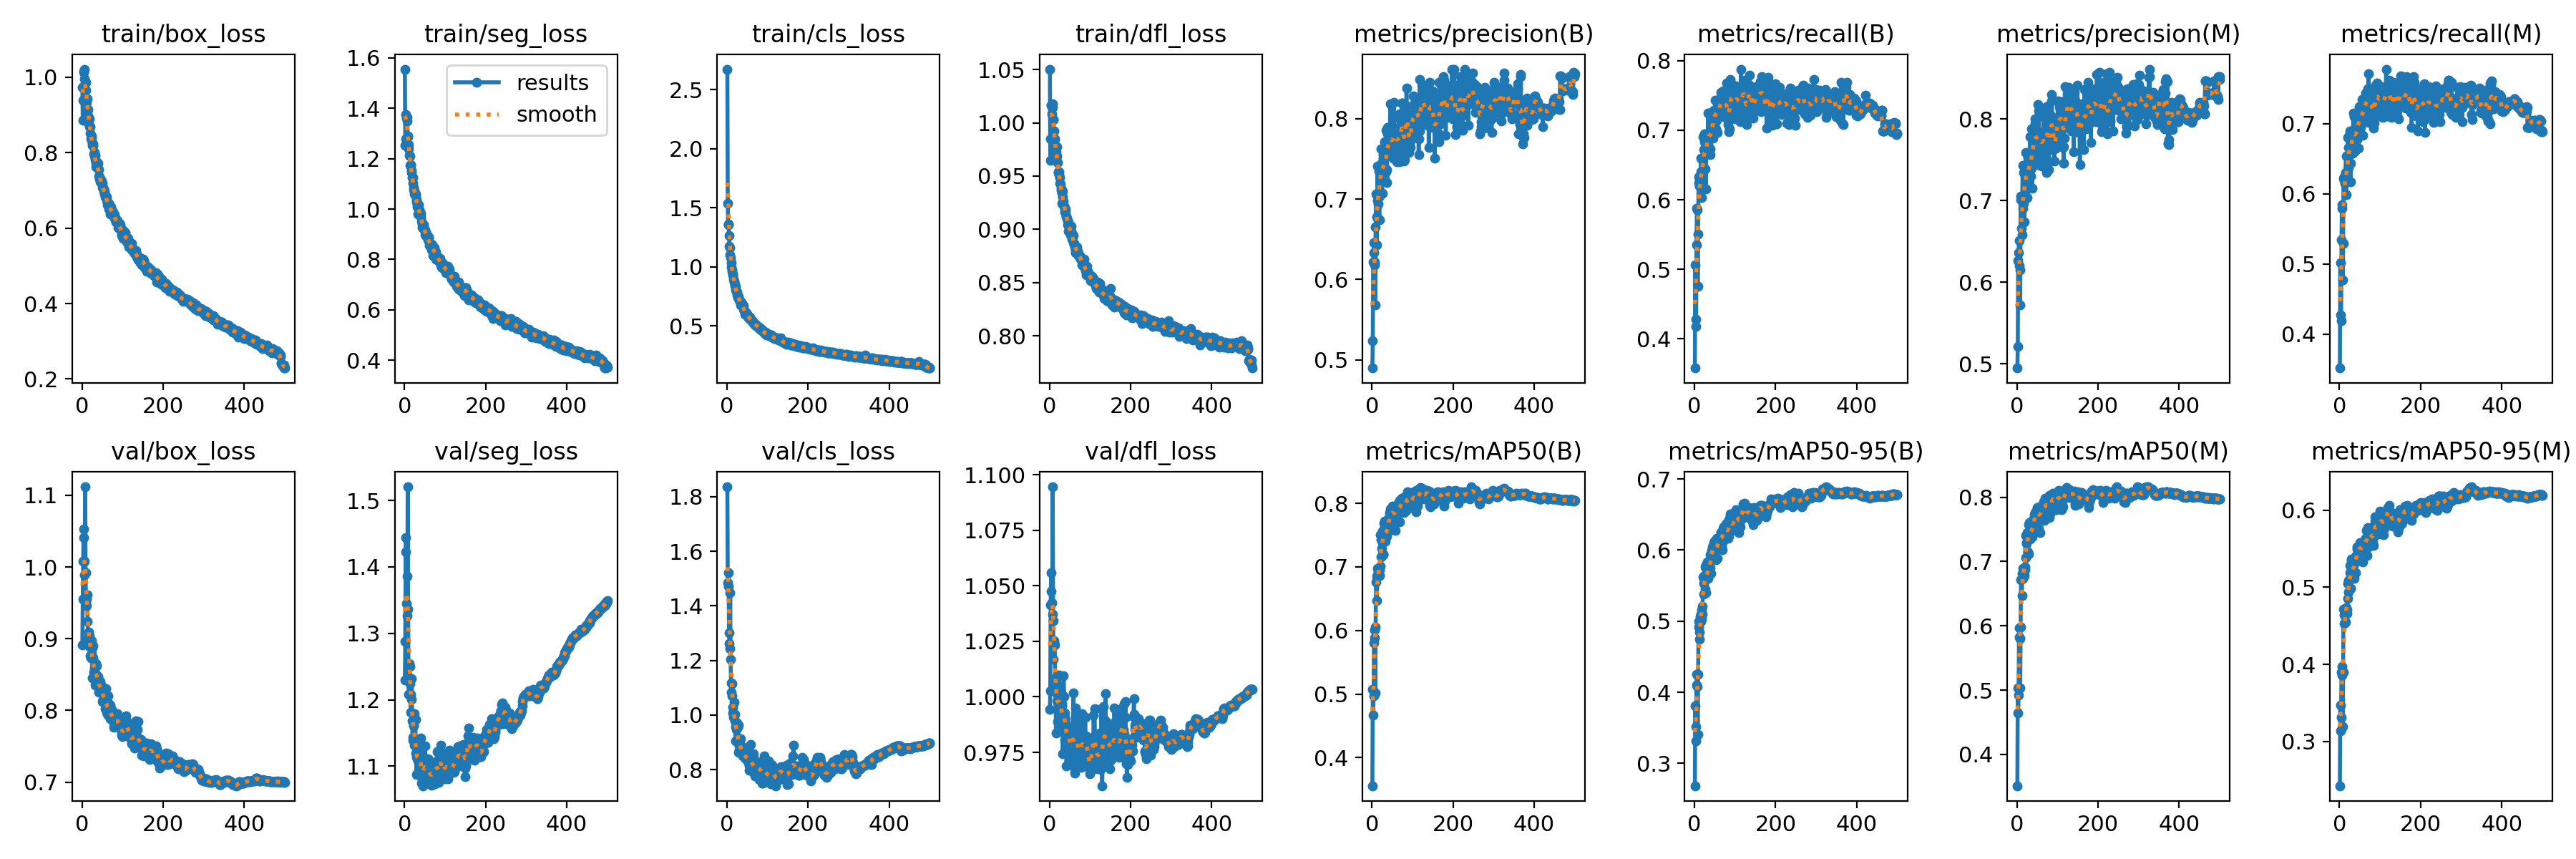 train/box_loss
train/seg_loss
train/cls_loss
train/dfl_loss
metrics/precision(B)
metrics/recall(B)
metrics/precision(M)
metrics/recall(M)
1.0
0.8
0.6
0.4
0.2
0 200 400
1.6
1.4
1.2
1.0
0.8
0.6
0.4
results
smooth
0 200 400
2.5
2.0
1.5
1.0
0.5
0 200 400
1.05
1.00
0.95
0.90
0.85
0.80
0 200 400
0.8
0.7
0.6
0.5
0 200 400
0.8
0.7
0.6
0.5
0.4
0 200 400
0.8
0.7
0.6
0.5
0 200 400
0.7
0.6
0.5
0.4
0 200 400
val/box_loss
val/seg_loss
val/cls_loss
val/dfl_loss
metrics/mAP50(B)
metrics/mAP50-95(B)
metrics/mAP50(M)
metrics/mAP50-95(M)
1.1
1.0
0.9
0.8
0.7
0 200 400
1.5
1.4
1.3
1.2
1.1
0 200 400
1.8
1.6
1.4
1.2
1.0
0.8
0 200 400
1.100
1.075
1.050
1.025
1.000
0.975
0 200 400
0.8
0.7
0.6
0.5
0.4
0 200 400
0.7
0.6
0.5
0.4
0.3
0 200 400
0.8
0.7
0.6
0.5
0.4
0 200 400
0.6
0.5
0.4
0.3
0 200 400